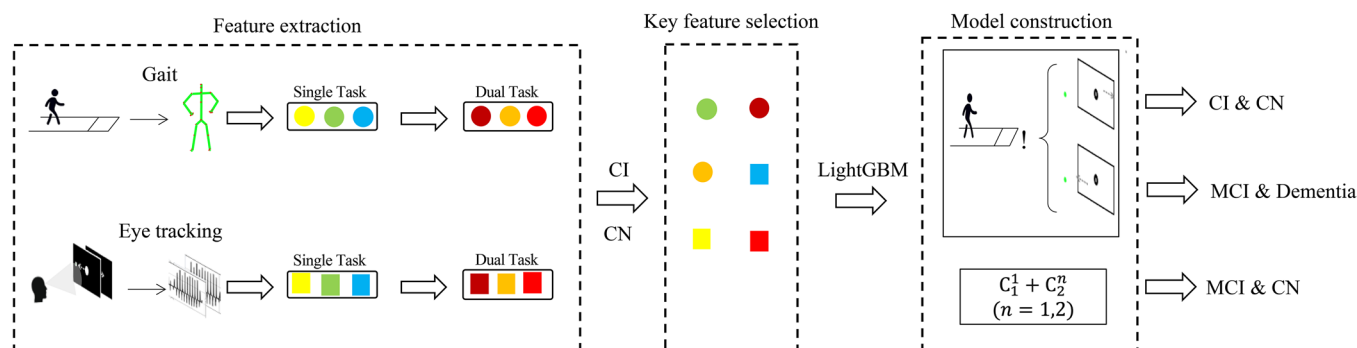 Feature extraction
Key feature selection
Model construction
Gait
Single Task
Dual Task
Eye tracking
Single Task
Dual Task
CI
CN
LightGBM
!
C₁¹ + C₂ⁿ
(n = 1,2)
CI & CN
MCI & Dementia
MCI & CN